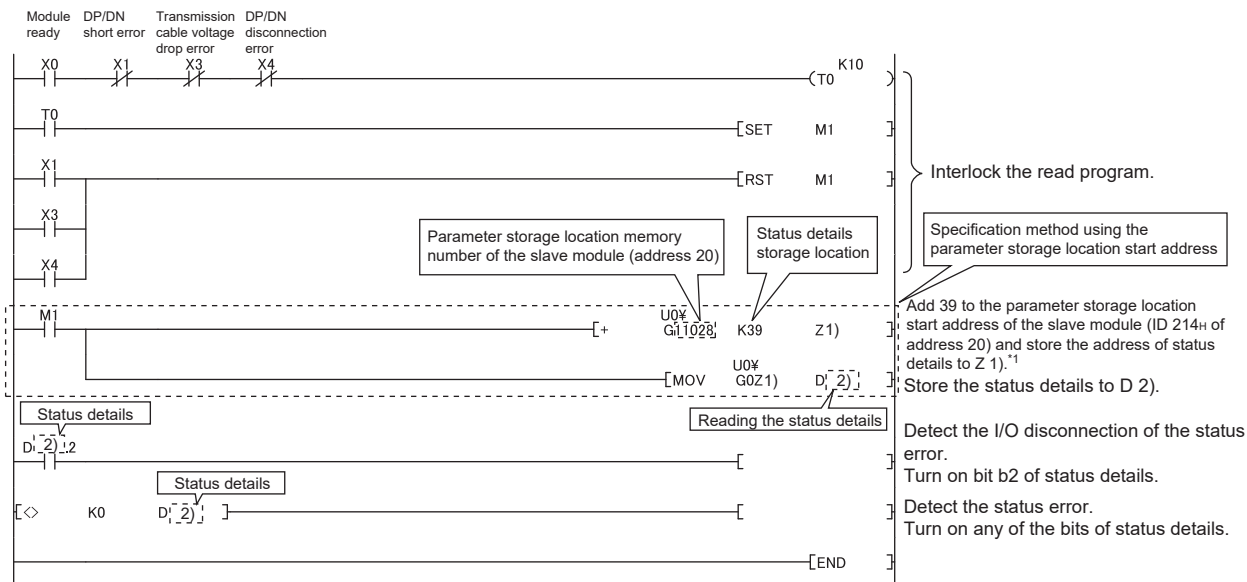 Module ready
DP/DN short error
Transmission cable voltage drop error
DP/DN disconnection error
X0 X1 X3 X4 K10
(T0 )
T0
[SET M1 ]
X1
[RST M1 ]
X3
X4
Interlock the read program.
Parameter storage location memory
number of the slave module (address 20)
Status details
storage location
Specification method using the
parameter storage location start address
M1
U0¥
[+ G11028 K39 Z1) ]
Add 39 to the parameter storage location
start address of the slave module (ID 214H of
address 20) and store the address of status
details to Z 1).*1
U0¥
[MOV G0Z1) D 2) ]
Store the status details to D 2).
Reading the status details
Status details
D 2).2
[ ]
Detect the I/O disconnection of the status
error.
Turn on bit b2 of status details.
Status details
[<> K0 D 2) ]
[ ]
Detect the status error.
Turn on any of the bits of status details.
[END ]